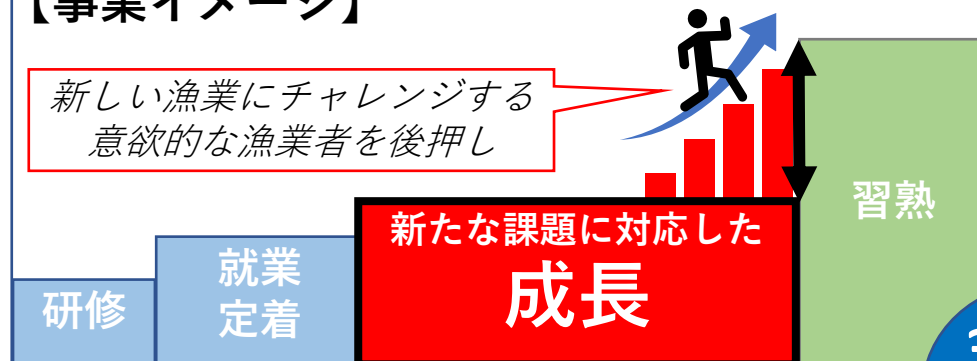 【事業イメージ】
新しい漁業にチャレンジする
意欲的な漁業者を後押し
研修
就業
定着
新たな課題に対応した
成長
習熟